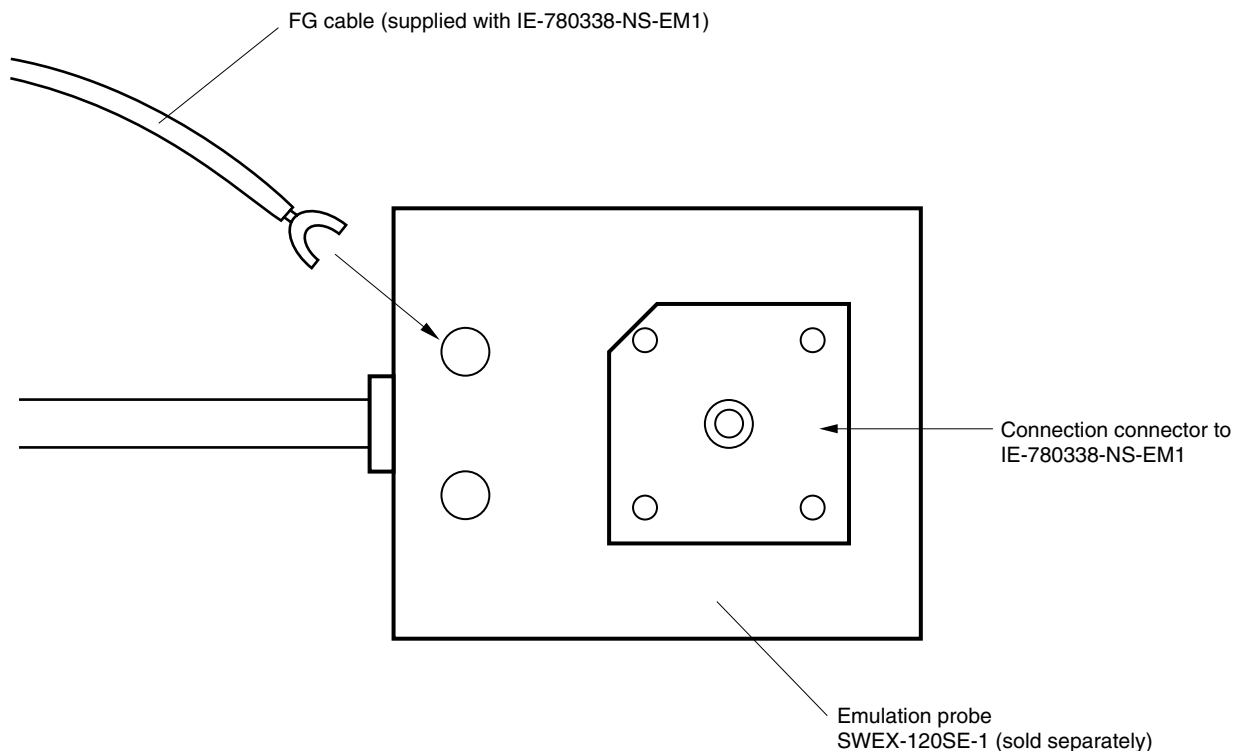 FG cable (supplied with IE-780338-NS-EM1)
Connection connector to
IE-780338-NS-EM1
Emulation probe
SWEX-120SE-1 (sold separately)